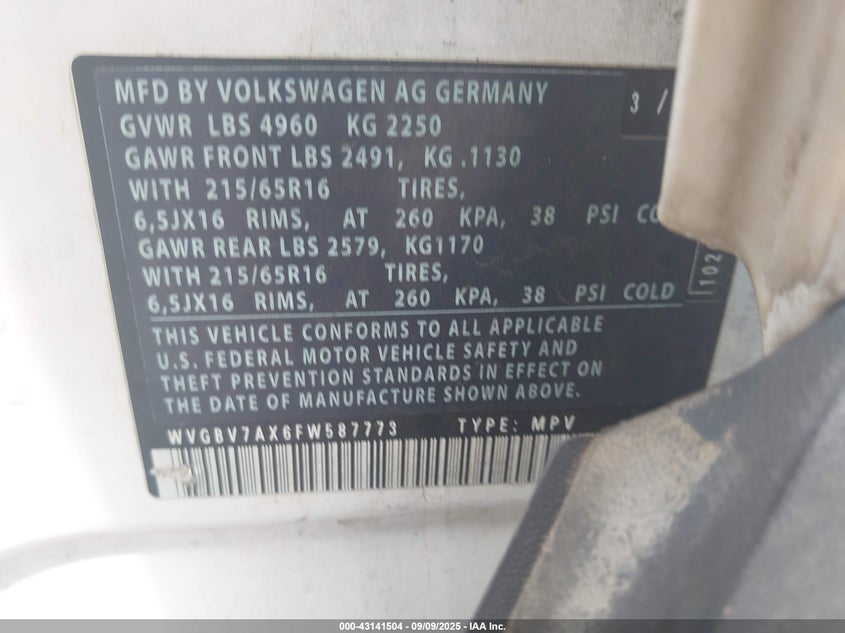 MFD BY VOLKSWAGEN AG GERMANY
3 /
GVWR LBS 4960 KG 2250
GAWR FRONT LBS 2491, KG .1130
WITH 215/65R16 TIRES,
6,5JX16 RIMS, AT 260 KPA, 38 PSI CO
GAWR REAR LBS 2579, KG1170
WITH 215/65R16 TIRES,
6,5JX16 RIMS, AT 260 KPA, 38 PSI COLD
102
THIS VEHICLE CONFORMS TO ALL APPLICABLE
U.S. FEDERAL MOTOR VEHICLE SAFETY AND
THEFT PREVENTION STANDARDS IN EFFECT ON
THE DATE OF MANUFACTURE SHOWN ABOVE.
WVGBV7AX6FW587773 TYPE: MPV
000-43141504 - 09/09/2025 - IAA Inc.